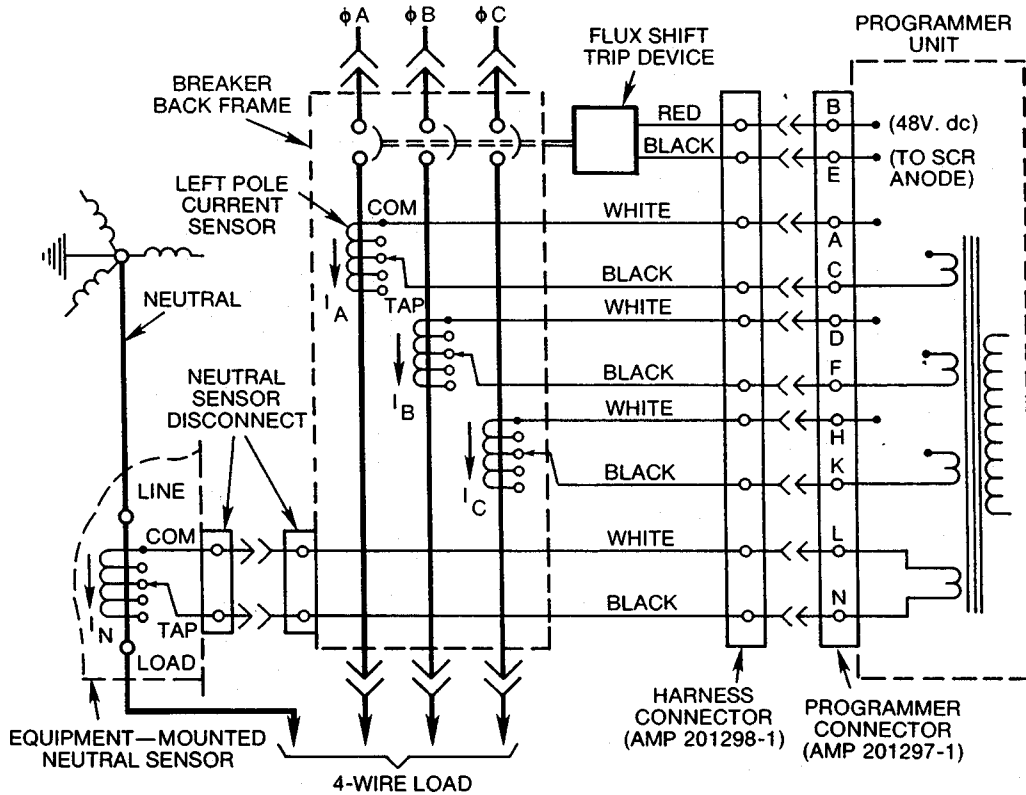 ϕA ϕB ϕC
PROGRAMMER
UNIT
FLUX SHIFT
TRIP DEVICE
BREAKER
BACK FRAME
RED
B
(48V. dc)
BLACK
E
(TO SCR
ANODE)
LEFT POLE
CURRENT
SENSOR
COM
WHITE
A
I A
TAP
BLACK
C
NEUTRAL
WHITE
D
I B
BLACK
F
NEUTRAL
SENSOR
DISCONNECT
WHITE
H
I C
BLACK
K
LINE
COM
WHITE
L
I N
TAP
BLACK
N
LOAD
HARNESS
CONNECTOR
(AMP 201298-1)
PROGRAMMER
CONNECTOR
(AMP 201297-1)
EQUIPMENT—MOUNTED
NEUTRAL SENSOR
4-WIRE LOAD